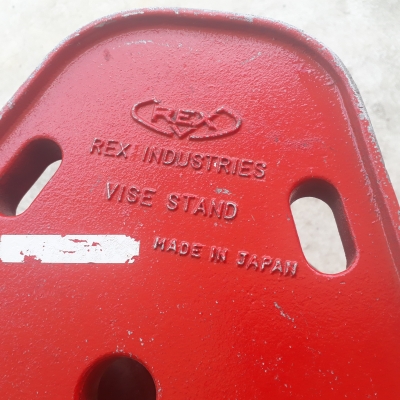 REX
REX INDUSTRIES
VISE STAND
MADE IN JAPAN